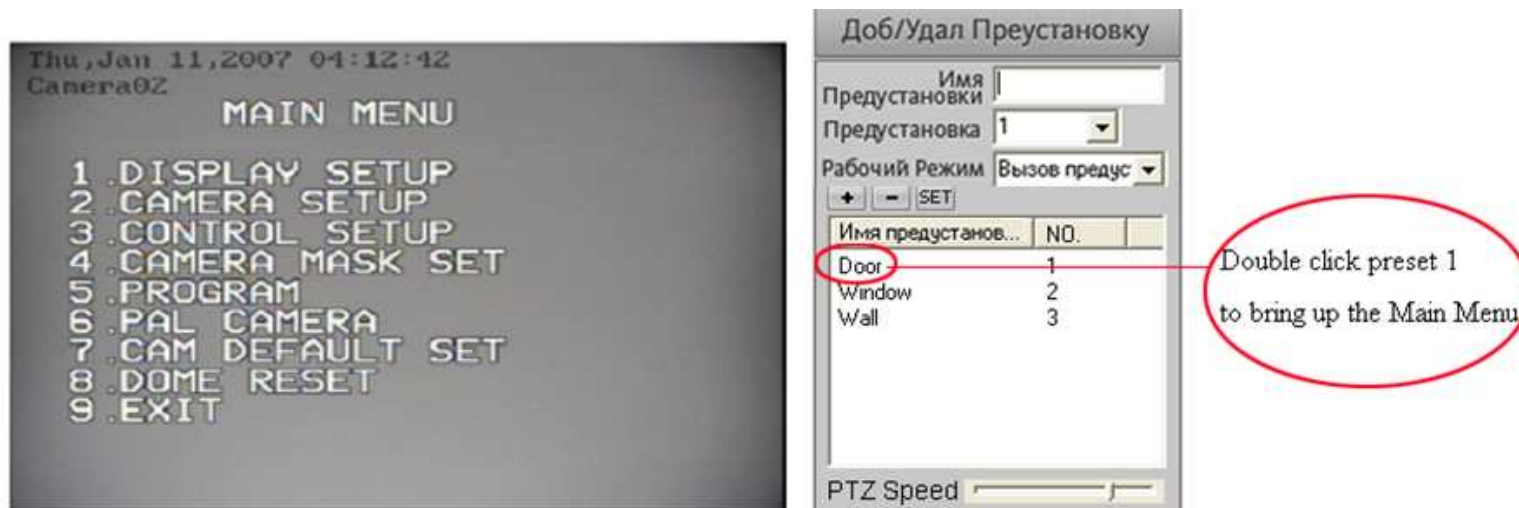 Thu,Jan 11,2007 04:12:42
Camera02
MAIN MENU
1.DISPLAY SETUP
2.CAMERA SETUP
3.CONTROL SETUP
4.CAMERA MASK SET
5.PROGRAM
6.PAL CAMERA
7.CAM DEFAULT SET
8.DOME RESET
9.EXIT
Доб/Удал Преустановку
Имя
Предустановки
Предустановка 1
Рабочий Режим Вызов предус
+ - SET
Имя предустанов... NO.
Door 1
Window 2
Wall 3
PTZ Speed
Double click preset 1
to bring up the Main Menu